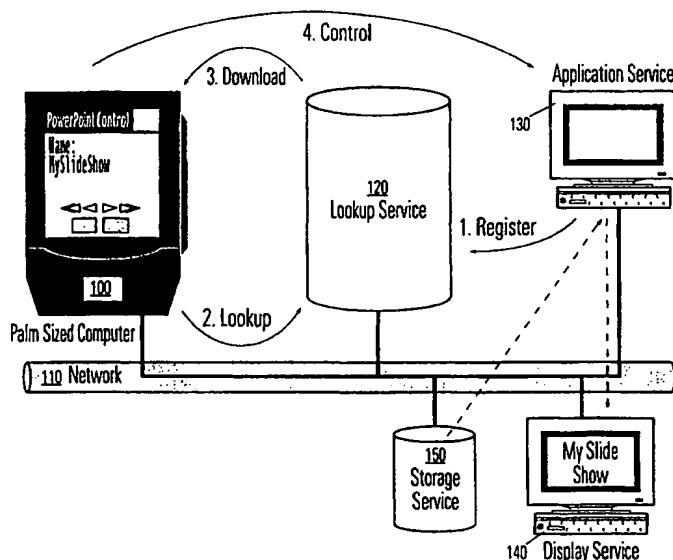 4. Control
3. Download
Application Service
130
PowerPoint Control
Name:
MySlideShow
120
Lookup Service
1. Register
100
2. Lookup
Palm Sized Computer
110 Network
150
Storage
Service
My Slide
Show
140
Display Service